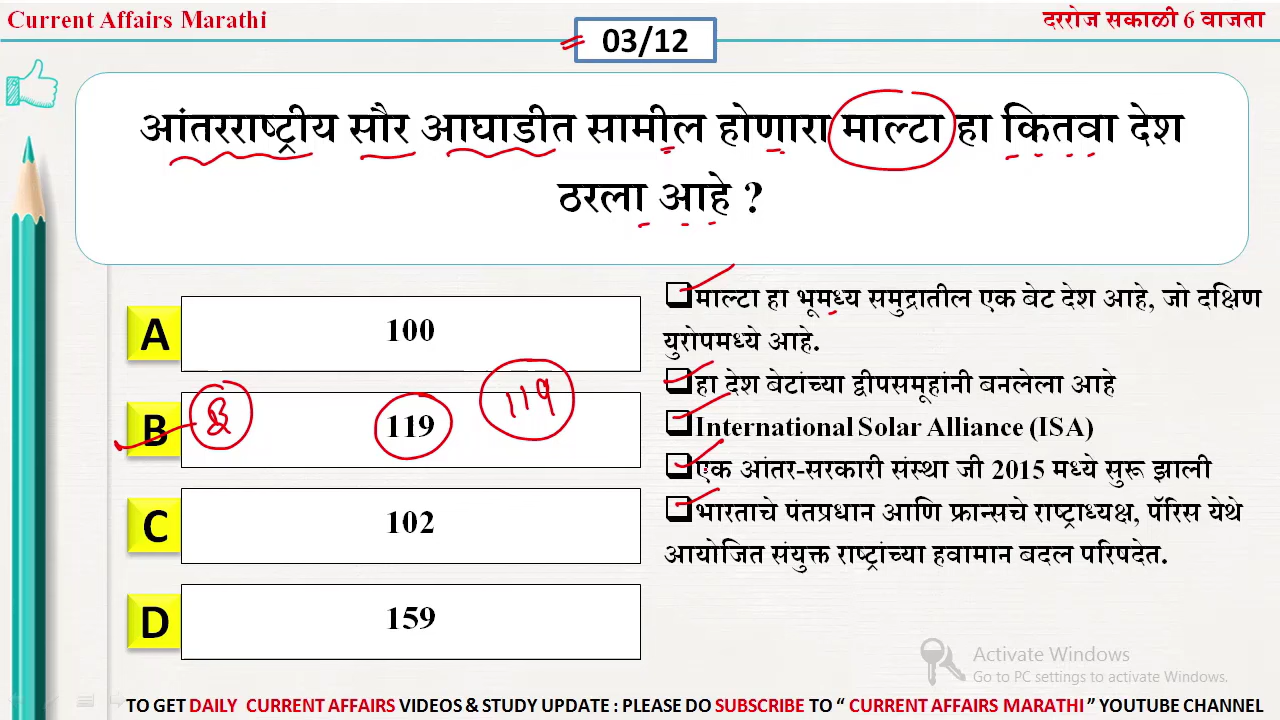 Current Affairs Marathi
दररोज सकाळी 6 वाजता
03/12
आंतरराष्ट्रीय सौर आघाडीत सामील होणारा माल्टा हा कितवा देश
ठरला आहे ?
A
100
B
B
119
119
C
102
D
159
माल्टा हा भूमध्य समुद्रातील एक बेट देश आहे, जो दक्षिण
युरोपमध्ये आहे.
हा देश बेटांच्या द्वीपसमूहांनी बनलेला आहे
International Solar Alliance (ISA)
एक आंतर-सरकारी संस्था जी 2015 मध्ये सुरू झाली
भारताचे पंतप्रधान आणि फ्रान्सचे राष्ट्राध्यक्ष, पॅरिस येथे
आयोजित संयुक्त राष्ट्रांच्या हवामान बदल परिषदेत.
Activate Windows
Go to PC settings to activate Windows.
TO GET DAILY CURRENT AFFAIRS VIDEOS & STUDY UPDATE : PLEASE DO SUBSCRIBE TO “ CURRENT AFFAIRS MARATHI ” YOUTUBE CHANNEL